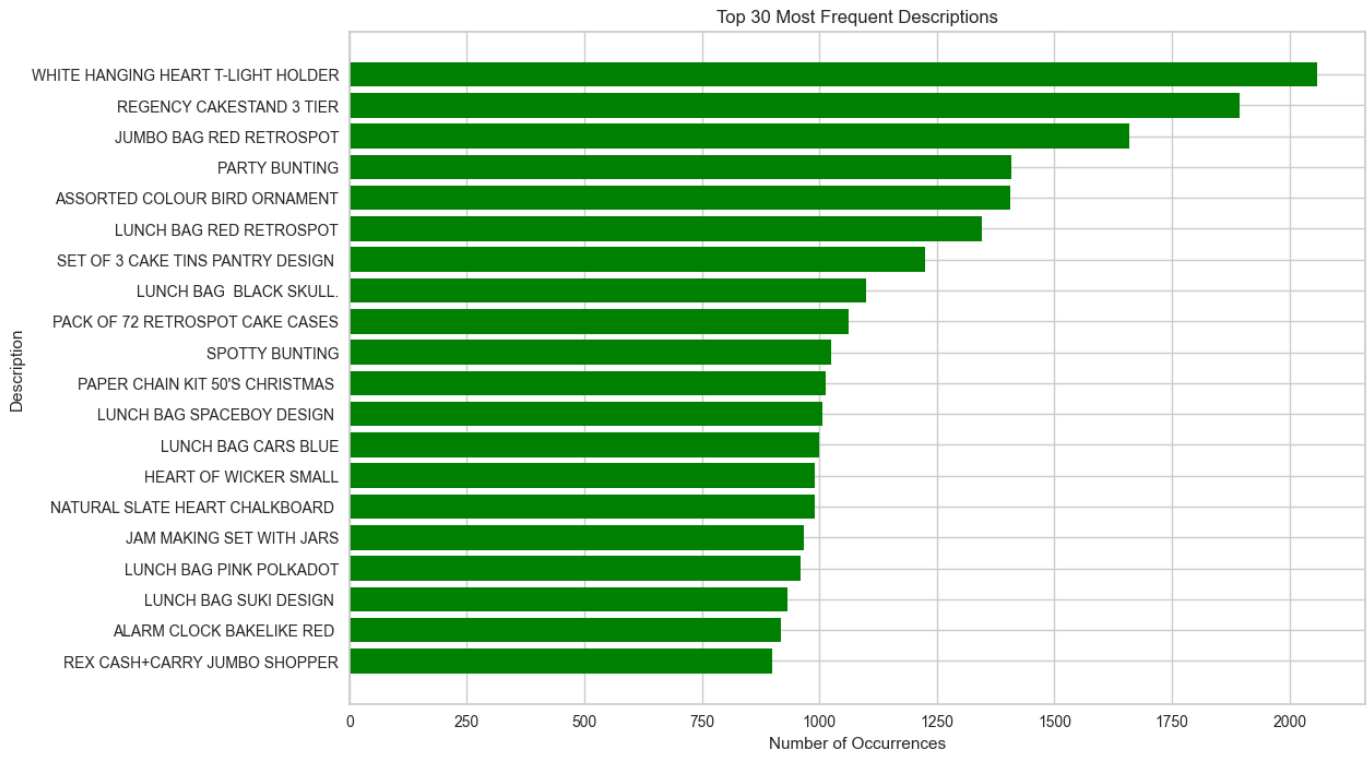 Top 30 Most Frequent Descriptions
WHITE HANGING HEART T-LIGHT HOLDER
REGENCY CAKESTAND 3 TIER
JUMBO BAG RED RETROSPOT
PARTY BUNTING
ASSORTED COLOUR BIRD ORNAMENT
LUNCH BAG RED RETROSPOT
SET OF 3 CAKE TINS PANTRY DESIGN
LUNCH BAG  BLACK SKULL.
PACK OF 72 RETROSPOT CAKE CASES
SPOTTY BUNTING
PAPER CHAIN KIT 50'S CHRISTMAS
LUNCH BAG SPACEBOY DESIGN
LUNCH BAG CARS BLUE
HEART OF WICKER SMALL
NATURAL SLATE HEART CHALKBOARD
JAM MAKING SET WITH JARS
LUNCH BAG PINK POLKADOT
LUNCH BAG SUKI DESIGN
ALARM CLOCK BAKELIKE RED
REX CASH+CARRY JUMBO SHOPPER
Description
0 250 500 750 1000 1250 1500 1750 2000
Number of Occurrences